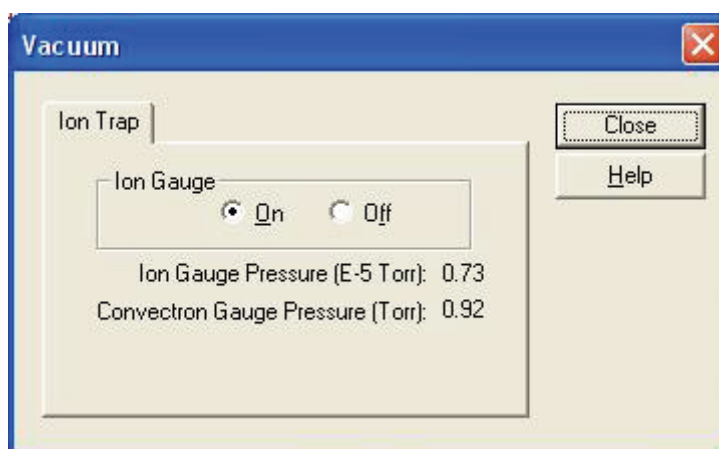 Vacuum
Ion Trap
Close
Help
Ion Gauge
On Off
Ion Gauge Pressure (E-5 Torr): 0.73
Convectron Gauge Pressure (Torr): 0.92